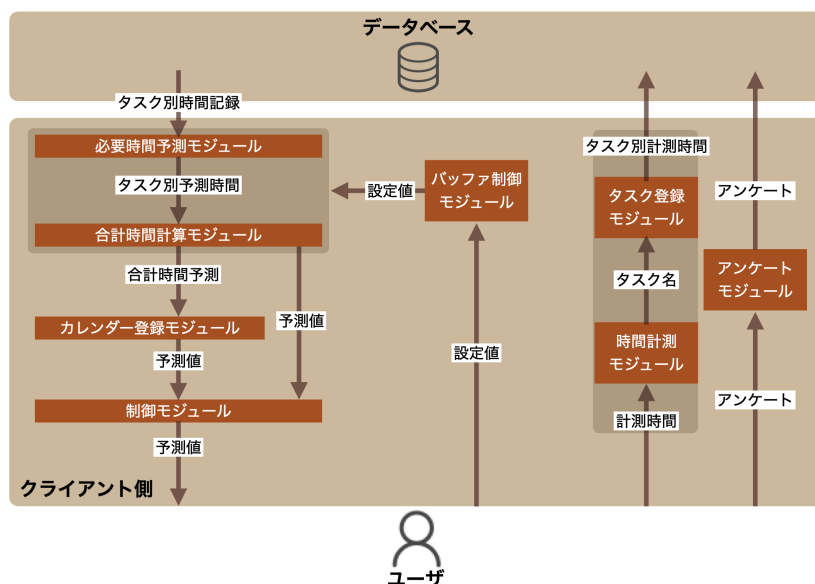 データベース
タスク別時間記録
必要時間予測モジュール
タスク別予測時間
合計時間計算モジュール
合計時間予測
カレンダー登録モジュール
予測値
予測値
制御モジュール
予測値
クライアント側
設定値
バッファ制御
モジュール
設定値
タスク別計測時間
タスク登録
モジュール
タスク名
時間計測
モジュール
計測時間
アンケート
アンケート
モジュール
アンケート
ユーザ